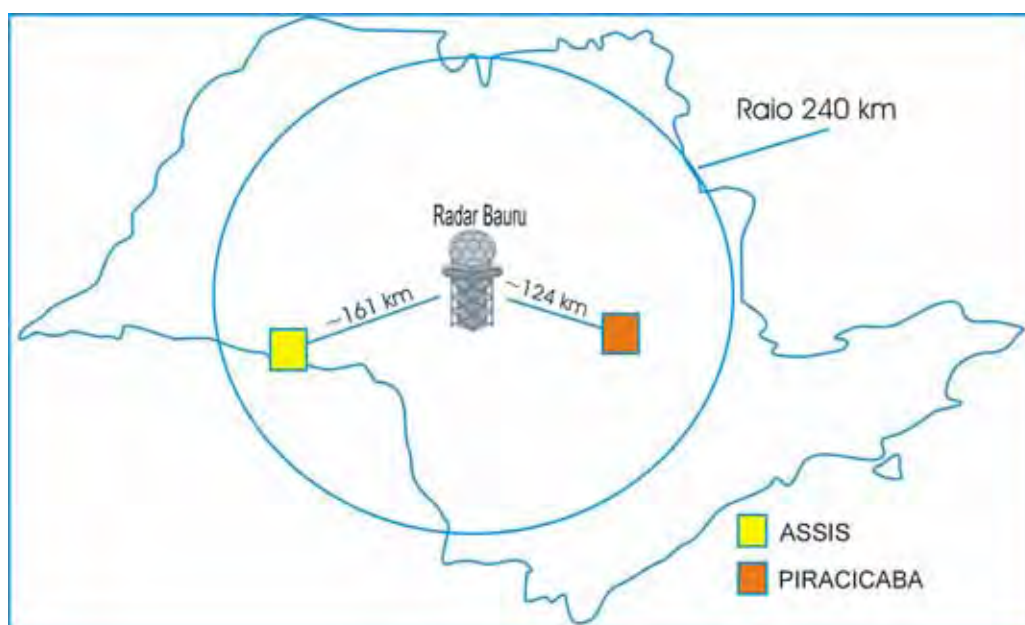 Raio 240 km
Radar Bauru
~161 km
~124 km
ASSIS
PIRACICABA